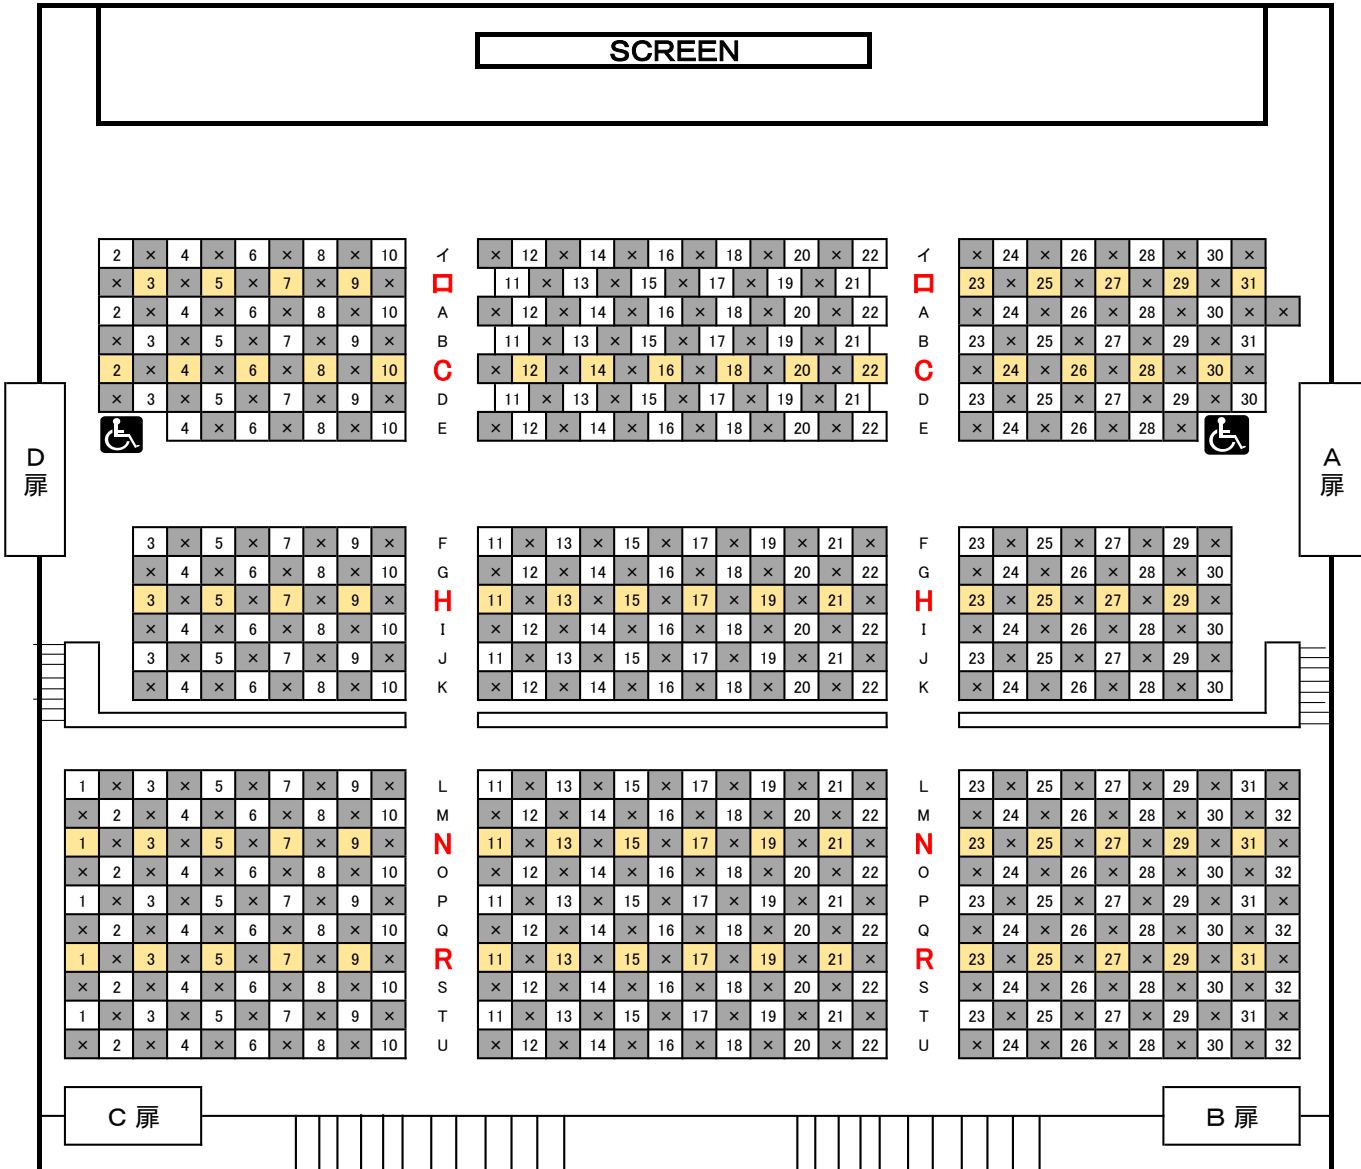 SCREEN
2 × 4 × 6 × 8 × 10 イ × 12 × 14 × 16 × 18 × 20 × 22 イ × 24 × 26 × 28 × 30 ×
× 3 × 5 × 7 × 9 × ロ 11 × 13 × 15 × 17 × 19 × 21 ロ 23 × 25 × 27 × 29 × 31
2 × 4 × 6 × 8 × 10 A × 12 × 14 × 16 × 18 × 20 × 22 A × 24 × 26 × 28 × 30 × ×
× 3 × 5 × 7 × 9 × B 11 × 13 × 15 × 17 × 19 × 21 B 23 × 25 × 27 × 29 × 31
2 × 4 × 6 × 8 × 10 C × 12 × 14 × 16 × 18 × 20 × 22 C × 24 × 26 × 28 × 30 ×
× 3 × 5 × 7 × 9 × D 11 × 13 × 15 × 17 × 19 × 21 D 23 × 25 × 27 × 29 × 30
4 × 6 × 8 × 10 E × 12 × 14 × 16 × 18 × 20 × 22 E × 24 × 26 × 28 ×
D扉
A扉
3 × 5 × 7 × 9 × F 11 × 13 × 15 × 17 × 19 × 21 × F 23 × 25 × 27 × 29 ×
× 4 × 6 × 8 × 10 G × 12 × 14 × 16 × 18 × 20 × 22 G × 24 × 26 × 28 × 30
3 × 5 × 7 × 9 × H 11 × 13 × 15 × 17 × 19 × 21 × H 23 × 25 × 27 × 29 ×
× 4 × 6 × 8 × 10 I × 12 × 14 × 16 × 18 × 20 × 22 I × 24 × 26 × 28 × 30
3 × 5 × 7 × 9 × J 11 × 13 × 15 × 17 × 19 × 21 × J 23 × 25 × 27 × 29 ×
× 4 × 6 × 8 × 10 K × 12 × 14 × 16 × 18 × 20 × 22 K × 24 × 26 × 28 × 30
1 × 3 × 5 × 7 × 9 × L 11 × 13 × 15 × 17 × 19 × 21 × L 23 × 25 × 27 × 29 × 31 ×
× 2 × 4 × 6 × 8 × 10 M × 12 × 14 × 16 × 18 × 20 × 22 M × 24 × 26 × 28 × 30 × 32
1 × 3 × 5 × 7 × 9 × N 11 × 13 × 15 × 17 × 19 × 21 × N 23 × 25 × 27 × 29 × 31 ×
× 2 × 4 × 6 × 8 × 10 O × 12 × 14 × 16 × 18 × 20 × 22 O × 24 × 26 × 28 × 30 × 32
1 × 3 × 5 × 7 × 9 × P 11 × 13 × 15 × 17 × 19 × 21 × P 23 × 25 × 27 × 29 × 31 ×
× 2 × 4 × 6 × 8 × 10 Q × 12 × 14 × 16 × 18 × 20 × 22 Q × 24 × 26 × 28 × 30 × 32
1 × 3 × 5 × 7 × 9 × R 11 × 13 × 15 × 17 × 19 × 21 × R 23 × 25 × 27 × 29 × 31 ×
× 2 × 4 × 6 × 8 × 10 S × 12 × 14 × 16 × 18 × 20 × 22 S × 24 × 26 × 28 × 30 × 32
1 × 3 × 5 × 7 × 9 × T 11 × 13 × 15 × 17 × 19 × 21 × T 23 × 25 × 27 × 29 × 31 ×
× 2 × 4 × 6 × 8 × 10 U × 12 × 14 × 16 × 18 × 20 × 22 U × 24 × 26 × 28 × 30 × 32
C 扉
B 扉